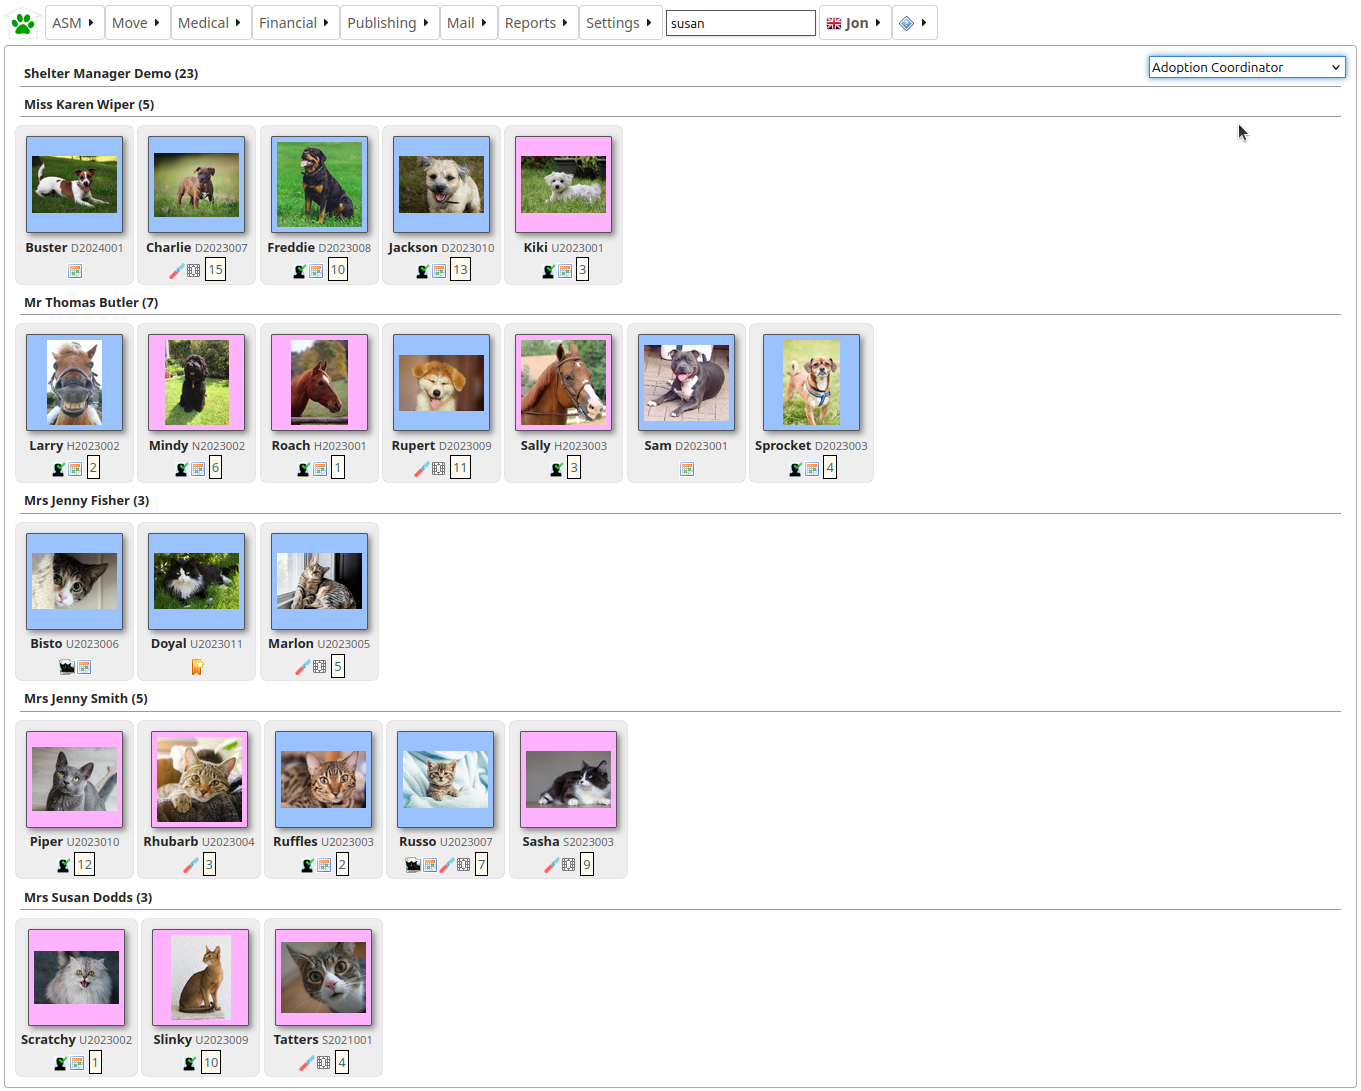 ASM Move Medical Financial Publishing Mail Reports Settings susan Jon
Adoption Coordinator
Shelter Manager Demo (23)
Miss Karen Wiper (5)
Buster D2024001 Charlie D2023007 Freddie D2023008 Jackson D2023010 Kiki U2023001
15 10 13 3
Mr Thomas Butler (7)
Larry H2023002 Mindy N2023002 Roach H2023001 Rupert D2023009 Sally H2023003 Sam D2023001 Sprocket D2023003
2 6 1 11 3 4
Mrs Jenny Fisher (3)
Bisto U2023006 Doyal U2023011 Marlon U2023005
5
Mrs Jenny Smith (5)
Piper U2023010 Rhubarb U2023004 Ruffles U2023003 Russo U2023007 Sasha S2023003
12 3 2 7 9
Mrs Susan Dodds (3)
Scratchy U2023002 Slinky U2023009 Tatters S2021001
1 10 4